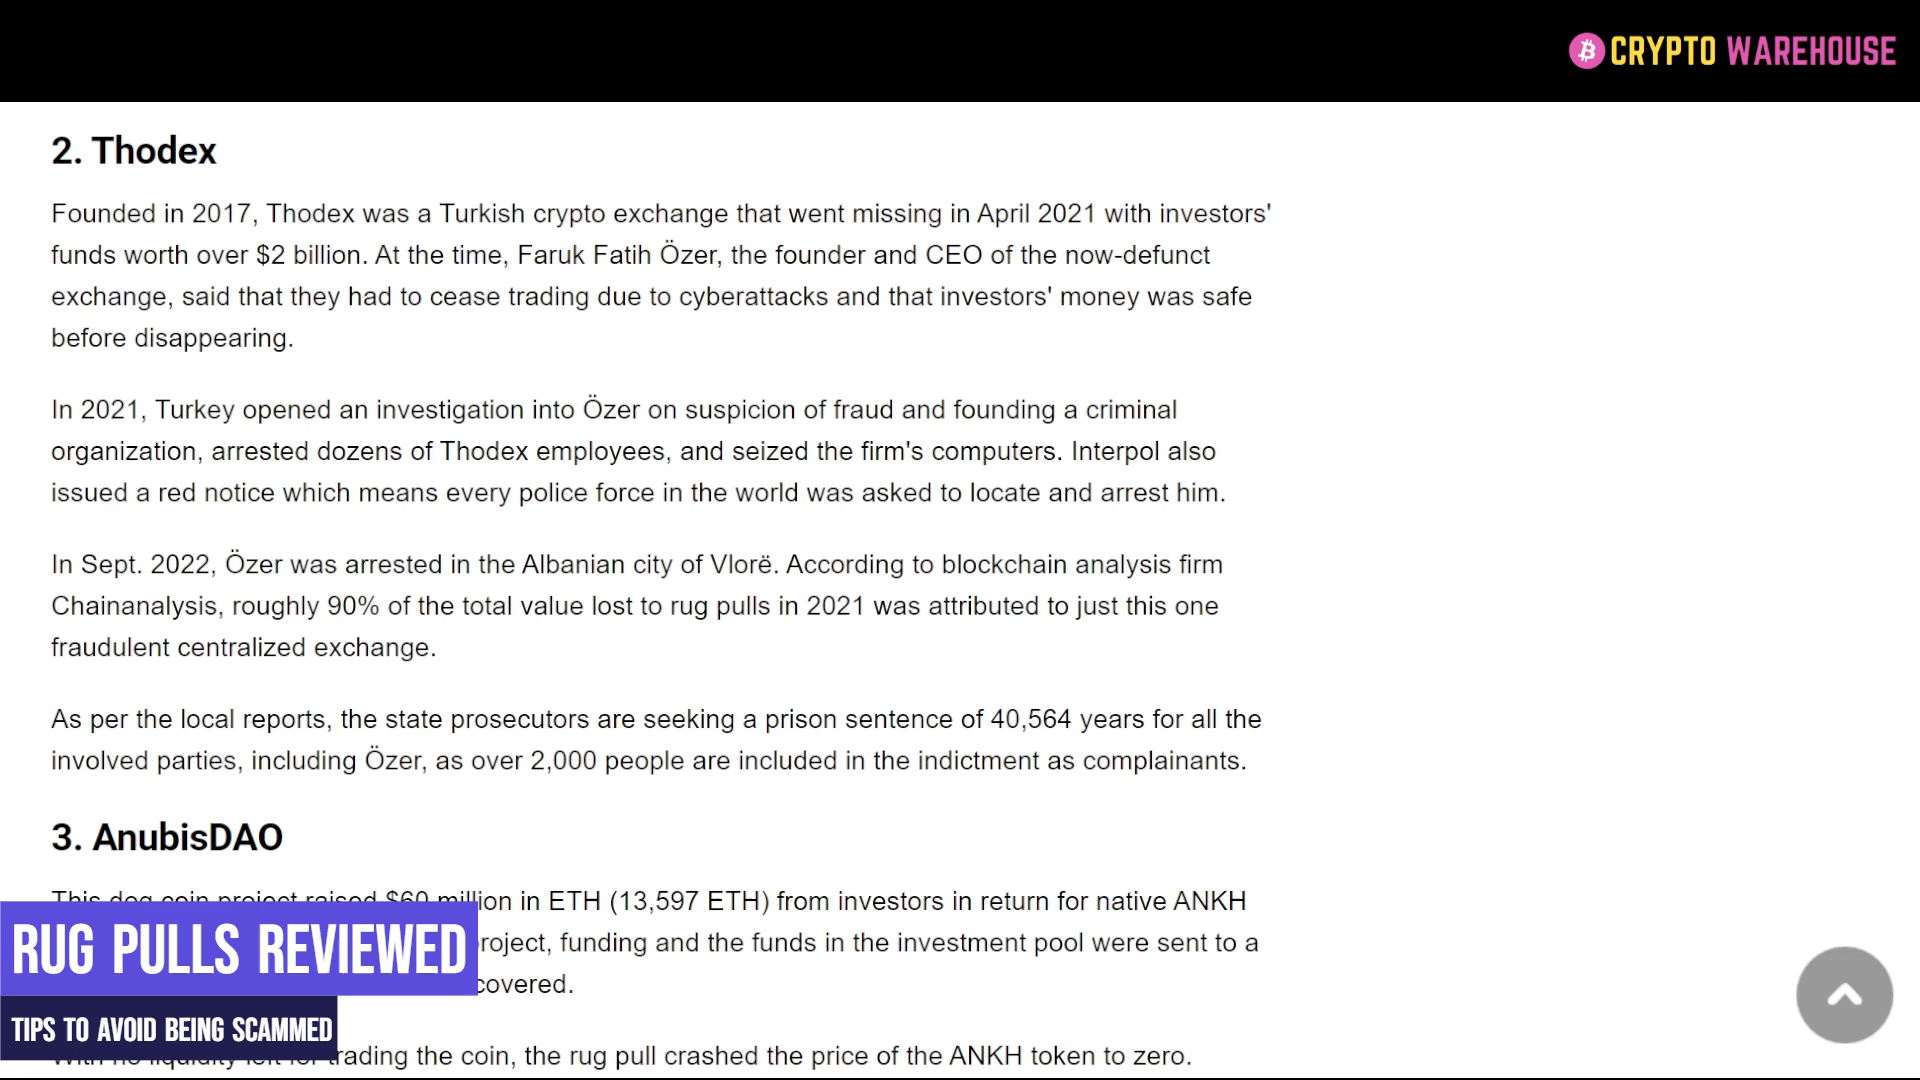 CRYPTO WAREHOUSE
2. Thodex
Founded in 2017, Thodex was a Turkish crypto exchange that went missing in April 2021 with investors'
funds worth over $2 billion. At the time, Faruk Fatih Özer, the founder and CEO of the now-defunct
exchange, said that they had to cease trading due to cyberattacks and that investors' money was safe
before disappearing.
In 2021, Turkey opened an investigation into Özer on suspicion of fraud and founding a criminal
organization, arrested dozens of Thodex employees, and seized the firm's computers. Interpol also
issued a red notice which means every police force in the world was asked to locate and arrest him.
In Sept. 2022, Özer was arrested in the Albanian city of Vlorë. According to blockchain analysis firm
Chainanalysis, roughly 90% of the total value lost to rug pulls in 2021 was attributed to just this one
fraudulent centralized exchange.
As per the local reports, the state prosecutors are seeking a prison sentence of 40,564 years for all the
involved parties, including Özer, as over 2,000 people are included in the indictment as complainants.
3. AnubisDAO
This dog coin project raised $60 million in ETH (13,597 ETH) from investors in return for native ANKH
project, funding and the funds in the investment pool were sent to a
covered.
With no liquidity left for trading the coin, the rug pull crashed the price of the ANKH token to zero.
RUG PULLS REVIEWED
TIPS TO AVOID BEING SCAMMED